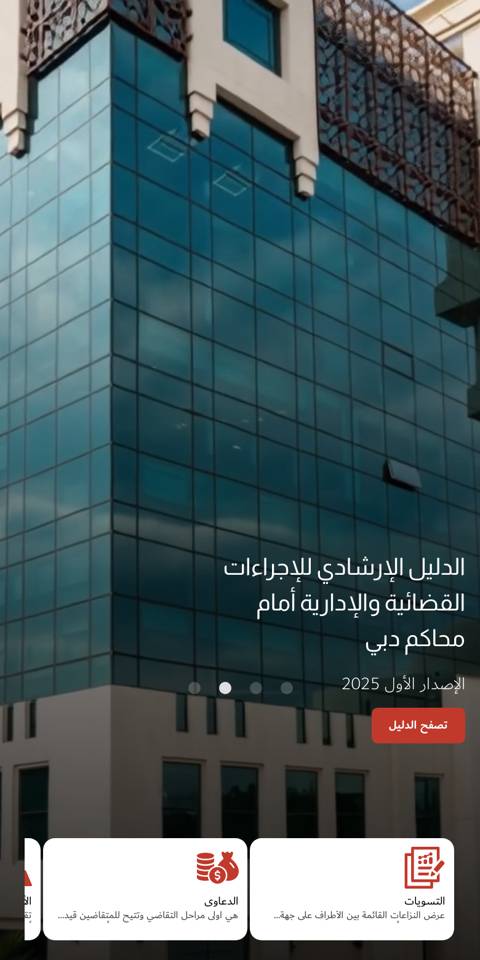 الدليل الإرشادي للإجراءات
القضائية والإدارية أمام
محاكم دبي
الإصدار الأول 2025
تصفح الدليل
التسويات
عرض النزاعات القائمة بين الأطراف على جهة...
الدعاوى
هي اولى مراحل التقاضي وتتيح للمتقاضين قيد...